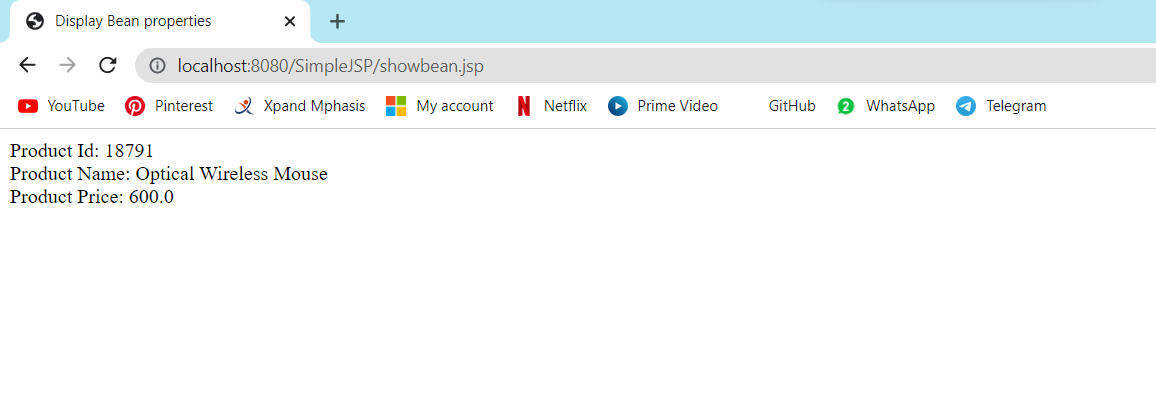 Display Bean properties
localhost:8080/SimpleJSP/showbean.jsp
YouTube Pinterest Xpand Mphasis My account Netflix Prime Video GitHub 2 WhatsApp Telegram
Product Id: 18791
Product Name: Optical Wireless Mouse
Product Price: 600.0